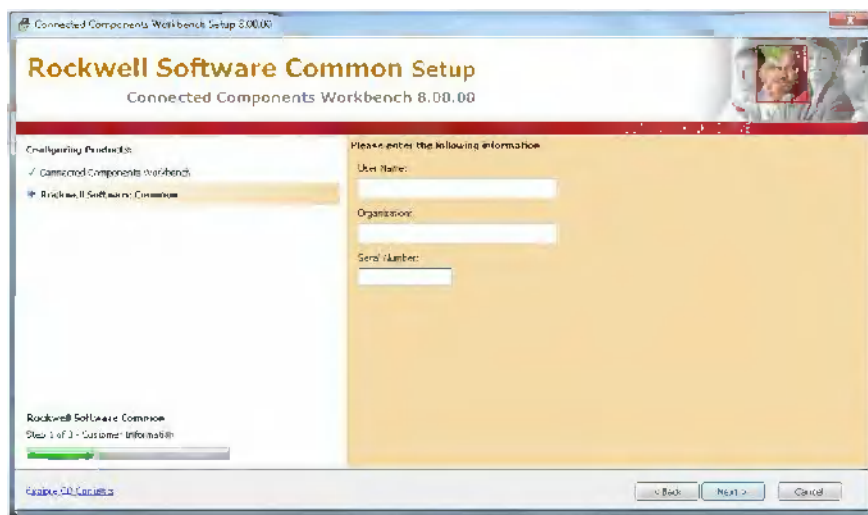 Connected Components Workbench Setup 8.00.00
Rockwell Software Common Setup
Connected Components Workbench 8.00.00
Configuring Products:
✓ Connected Components Workbench
Rockwell Software Common
Please enter the following information
User Name:
Organization:
Serial Number:
Rockwell Software Common
Step 1 of 3 - Customer Information
Explore CD Contents
< Back
Next >
Cancel